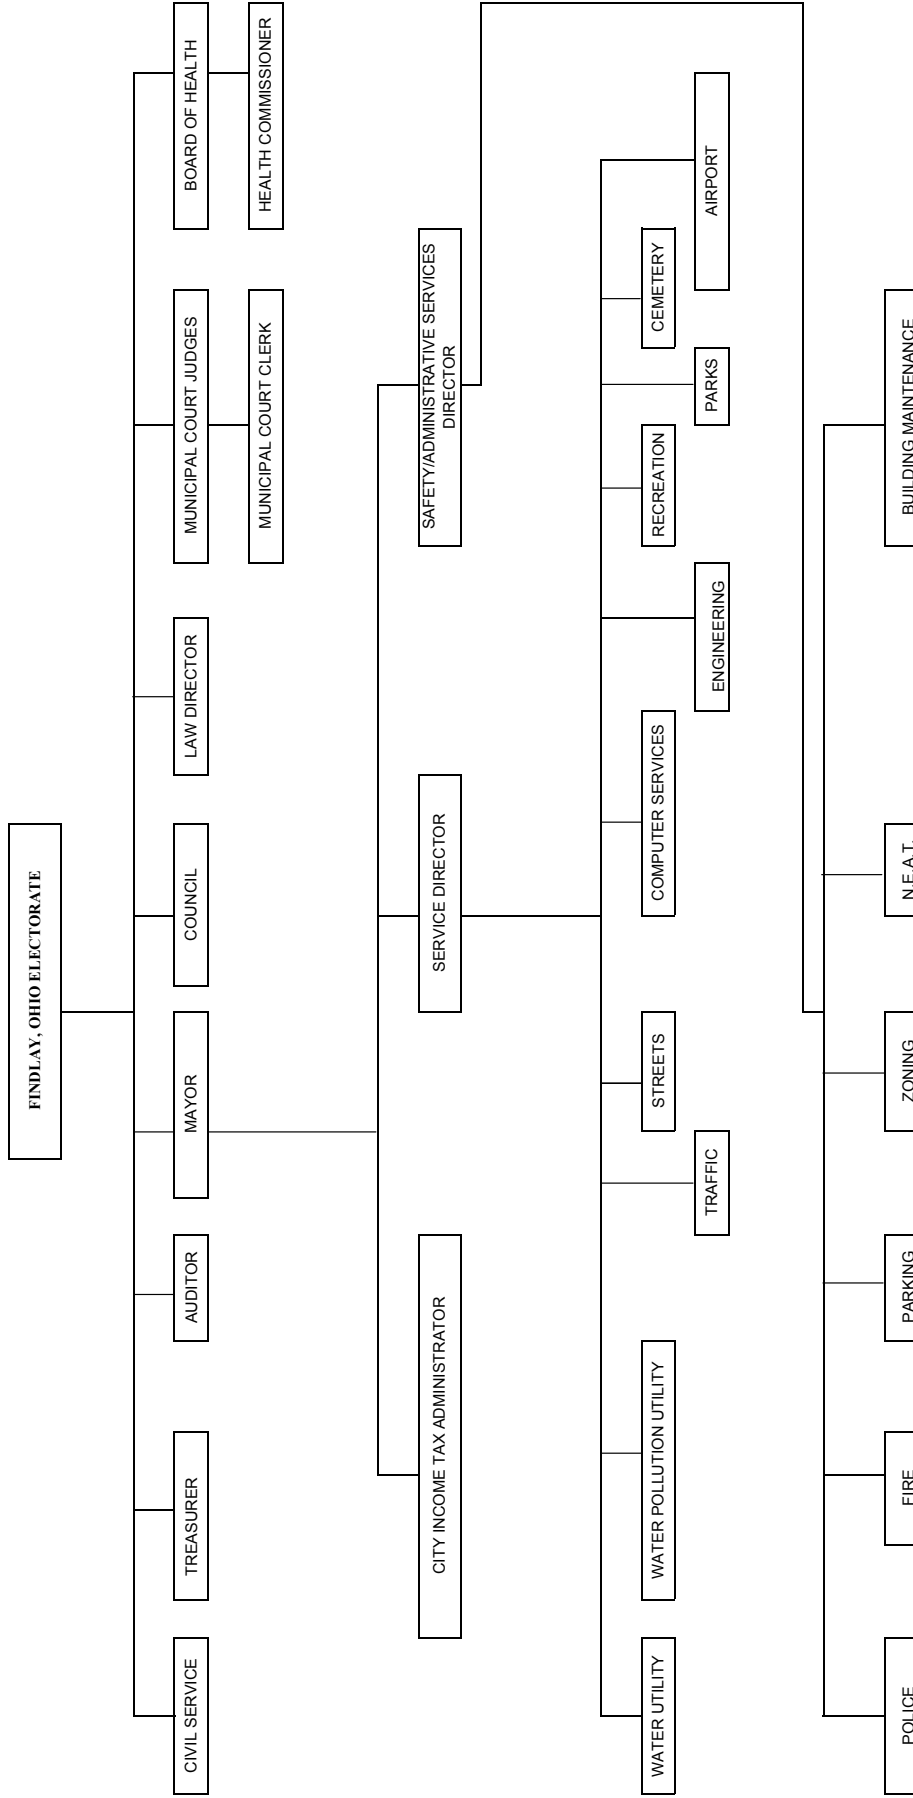 FINDLAY, OHIO ELECTORATE
CIVIL SERVICE
TREASURER
AUDITOR
MAYOR
COUNCIL
LAW DIRECTOR
MUNICIPAL COURT JUDGES
BOARD OF HEALTH
MUNICIPAL COURT CLERK
HEALTH COMMISSIONER
CITY INCOME TAX ADMINISTRATOR
SERVICE DIRECTOR
SAFETY/ADMINISTRATIVE SERVICES
DIRECTOR
WATER UTILITY
WATER POLLUTION UTILITY
STREETS
COMPUTER SERVICES
RECREATION
CEMETERY
TRAFFIC
ENGINEERING
PARKS
AIRPORT
POLICE
FIRE
PARKING
ZONING
N.E.A.T.
BUILDING MAINTENANCE